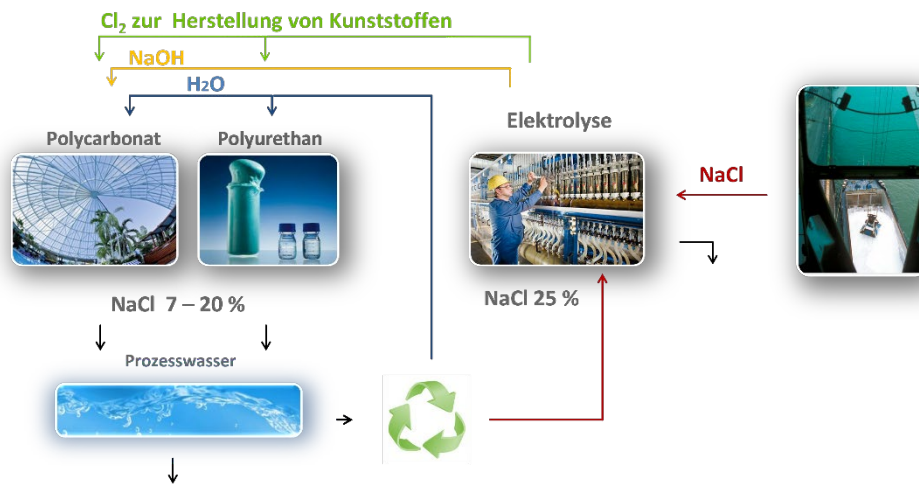 Cl₂ zur Herstellung von Kunststoffen
NaOH
H₂O
Polycarbonat
Polyurethan
Elektrolyse
NaCl
NaCl 7 – 20 %
NaCl 25 %
Prozesswasser